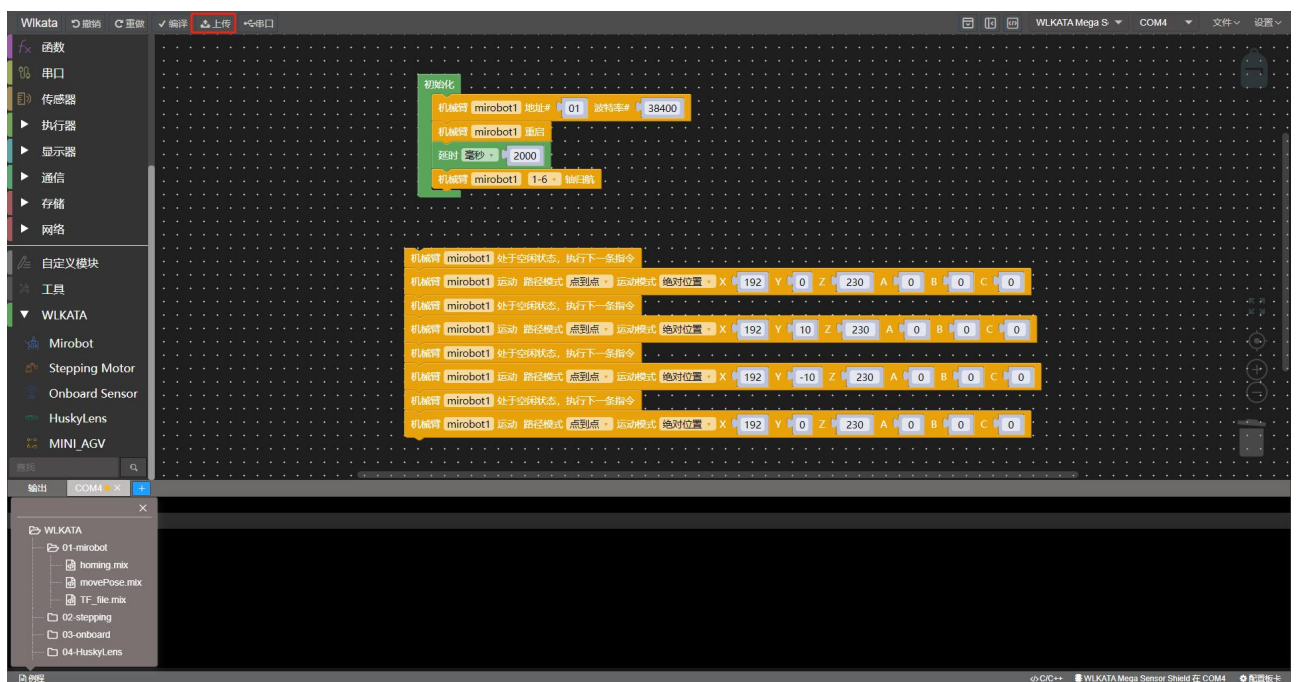 Wlkata 撤销 重做 编译 上传 串口 WLKATA Mega S COM4 文件 设置
函数
串口
传感器
执行器
显示器
通信
存储
网络
自定义模块
工具
WLKATA
Mirobot
Stepping Motor
Onboard Sensor
HuskyLens
MINI_AGV
查找
初始化
机械臂 mirobot1 地址# 01 波特率# 38400
机械臂 mirobot1 重启
延时 毫秒 2000
机械臂 mirobot1 1-6 轴归航
机械臂 mirobot1 处于空闲状态，执行下一条指令
机械臂 mirobot1 运动 路径模式 点到点 运动模式 绝对位置 X 192 Y 0 Z 230 A 0 B 0 C 0
机械臂 mirobot1 处于空闲状态，执行下一条指令
机械臂 mirobot1 运动 路径模式 点到点 运动模式 绝对位置 X 192 Y 10 Z 230 A 0 B 0 C 0
机械臂 mirobot1 处于空闲状态，执行下一条指令
机械臂 mirobot1 运动 路径模式 点到点 运动模式 绝对位置 X 192 Y -10 Z 230 A 0 B 0 C 0
机械臂 mirobot1 处于空闲状态，执行下一条指令
机械臂 mirobot1 运动 路径模式 点到点 运动模式 绝对位置 X 192 Y 0 Z 230 A 0 B 0 C 0
输出 COM4
WLKATA
01-mirobot
homing.mix
movePose.mix
TF_file.mix
02-stepping
03-onboard
04-HuskyLens
例程 C/C++ WLKATA Mega Sensor Shield 在 COM4 配置板卡